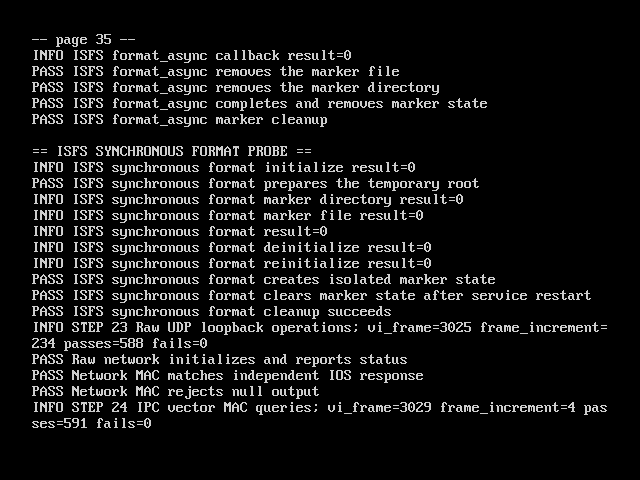 -- page 35 --
INFO ISFS format_async callback result=0
PASS ISFS format_async removes the marker file
PASS ISFS format_async removes the marker directory
PASS ISFS format_async completes and removes marker state
PASS ISFS format_async marker cleanup

== ISFS SYNCHRONOUS FORMAT PROBE ==
INFO ISFS synchronous format initialize result=0
PASS ISFS synchronous format prepares the temporary root
INFO ISFS synchronous format marker directory result=0
INFO ISFS synchronous format marker file result=0
INFO ISFS synchronous format result=0
INFO ISFS synchronous format deinitialize result=0
INFO ISFS synchronous format reinitialize result=0
PASS ISFS synchronous format creates isolated marker state
PASS ISFS synchronous format clears marker state after service restart
PASS ISFS synchronous format cleanup succeeds
INFO STEP 23 Raw UDP loopback operations; vi_frame=3025 frame_increment=
234 passes=588 fails=0
PASS Raw network initializes and reports status
PASS Network MAC matches independent IOS response
PASS Network MAC rejects null output
INFO STEP 24 IPC vector MAC queries; vi_frame=3029 frame_increment=4 pas
ses=591 fails=0